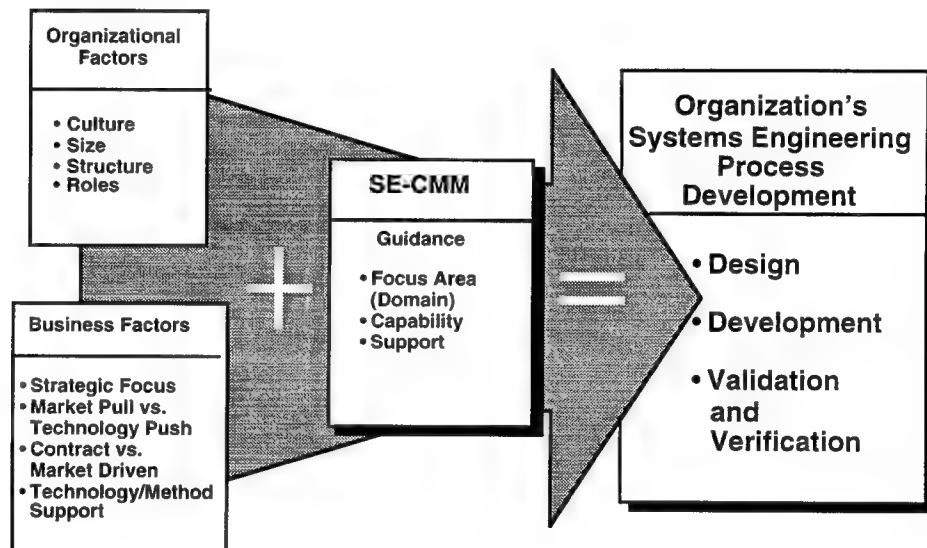 Organizational
Factors
• Culture
• Size
• Structure
• Roles
Business Factors
• Strategic Focus
• Market Pull vs.
Technology Push
• Contract vs.
Market Driven
• Technology/Method
Support
+
SE-CMM
Guidance
• Focus Area
(Domain)
• Capability
• Support
=
Organization's
Systems Engineering
Process
Development
• Design
• Development
• Validation
and
Verification